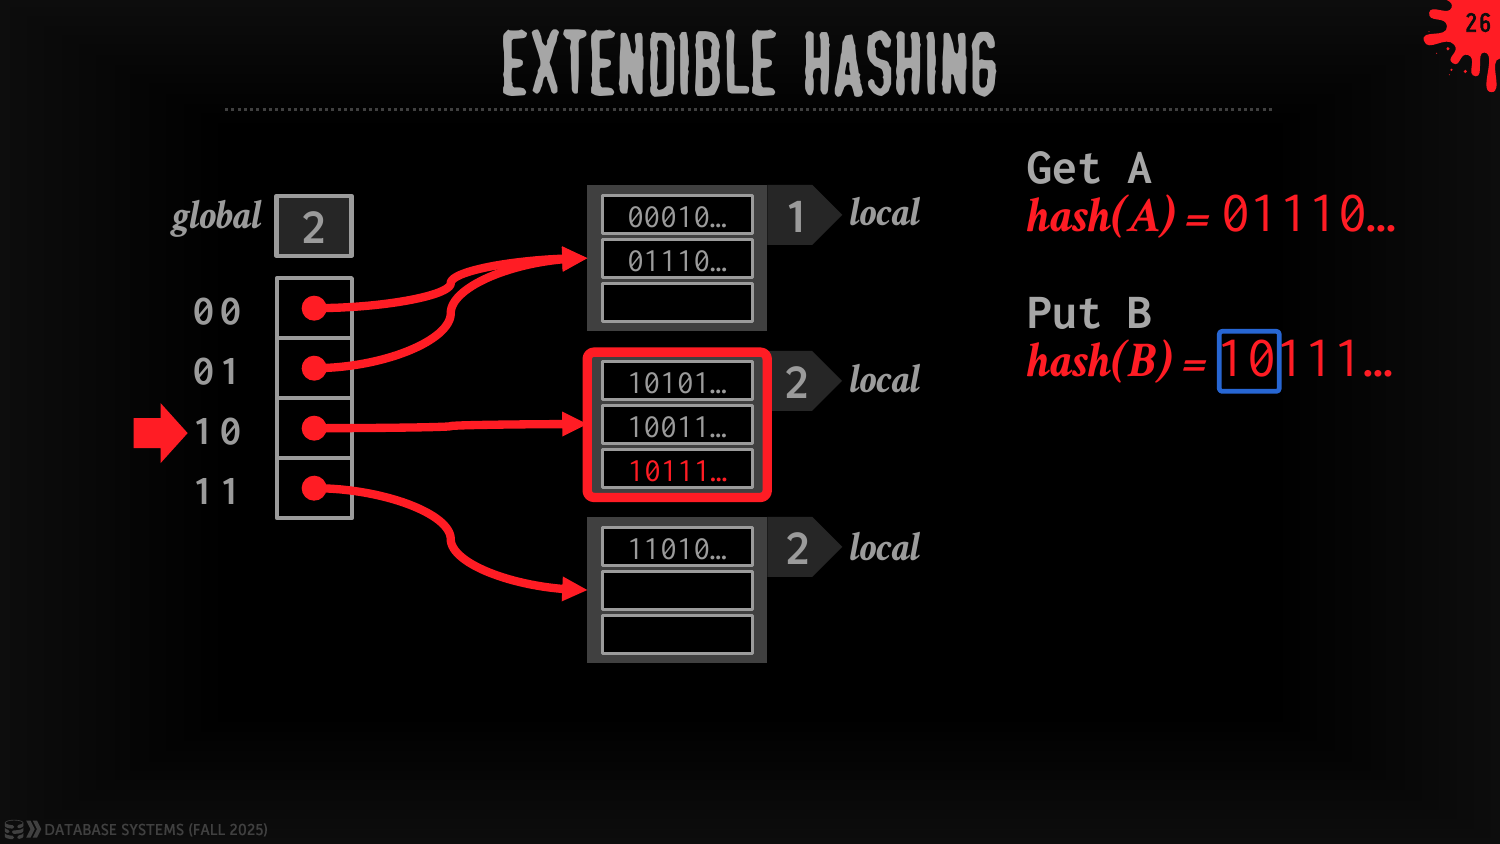 EXTENDIBLE HASHING
26
global 2
00
01
10
11
00010…
01110…
1 local
10101…
10011…
10111…
2 local
11010…
2 local
Get A
hash(A) = 01110…
Put B
hash(B) = 10111…
DATABASE SYSTEMS (FALL 2025)